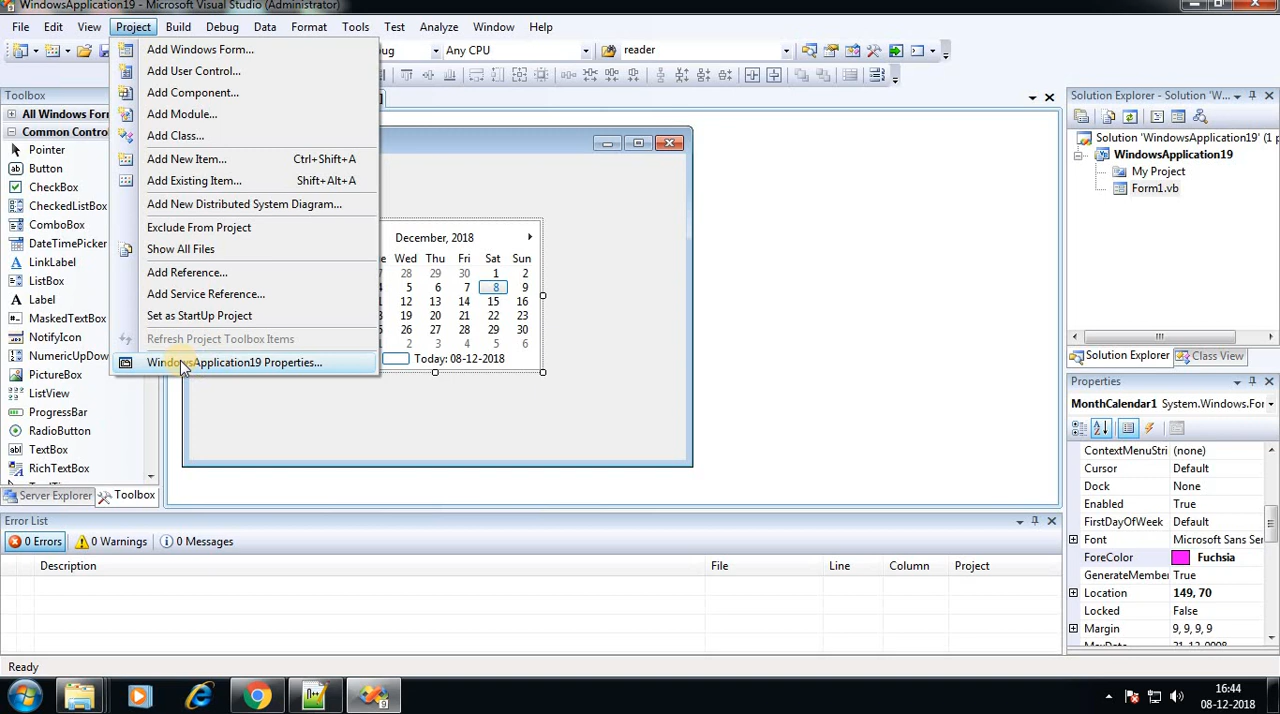 WindowsApplication19 - Microsoft Visual Studio (Administrator)
File Edit View Project Build Debug Data Format Tools Test Analyze Window Help
Any CPU reader
Toolbox
All Windows For
Common Contro
Pointer
Button
CheckBox
CheckedListBox
ComboBox
DateTimePicker
LinkLabel
ListBox
Label
MaskedTextBox
NotifyIcon
NumericUpDow
PictureBox
ListView
ProgressBar
RadioButton
TextBox
RichTextBox
Server Explorer Toolbox
Add Windows Form...
Add User Control...
Add Component...
Add Module...
Add Class...
Add New Item... Ctrl+Shift+A
Add Existing Item... Shift+Alt+A
Add New Distributed System Diagram...
Exclude From Project
Show All Files
Add Reference...
Add Service Reference...
Set as StartUp Project
Refresh Project Toolbox Items
WindowsApplication19 Properties...
December, 2018
Wed Thu Fri Sat Sun
28 29 30 1 2
5 6 7 8 9
12 13 14 15 16
19 20 21 22 23
26 27 28 29 30
2 3 4 5 6
Today: 08-12-2018
Solution Explorer - Solution 'W...
Solution 'WindowsApplication19' (1 p
WindowsApplication19
My Project
Form1.vb
Solution Explorer Class View
Properties
MonthCalendar1 System.Windows.For
ContextMenuStri (none)
Cursor Default
Dock None
Enabled True
FirstDayOfWeek Default
Font Microsoft Sans Ser
ForeColor Fuchsia
GenerateMember True
Location 149, 70
Locked False
Margin 9, 9, 9, 9
Error List
0 Errors 0 Warnings 0 Messages
Description File Line Column Project
Ready
16:44
08-12-2018